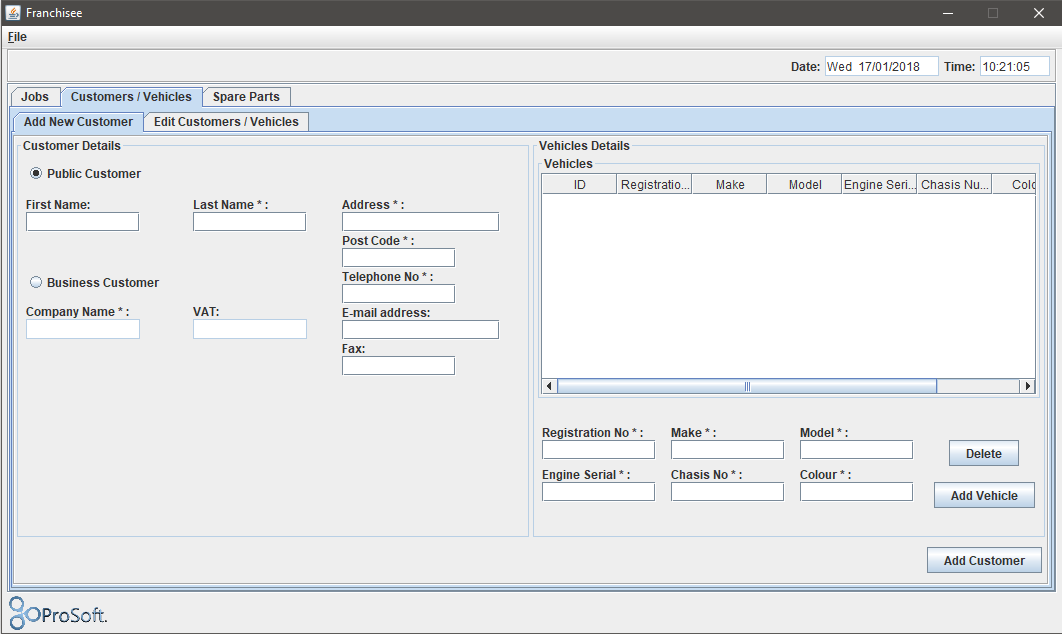 Franchisee
File
Date: Wed 17/01/2018 Time: 10:21:05
Jobs Customers / Vehicles Spare Parts
Add New Customer Edit Customers / Vehicles
Customer Details
Public Customer
First Name: Last Name * : Address * :
Post Code * :
Telephone No * :
Business Customer
Company Name * : VAT: E-mail address:
Fax:
Vehicles Details
Vehicles
ID Registratio... Make Model Engine Seri... Chasis Nu... Colo
Registration No * : Make * : Model * :
Delete
Engine Serial * : Chasis No * : Colour * :
Add Vehicle
Add Customer
ProSoft.